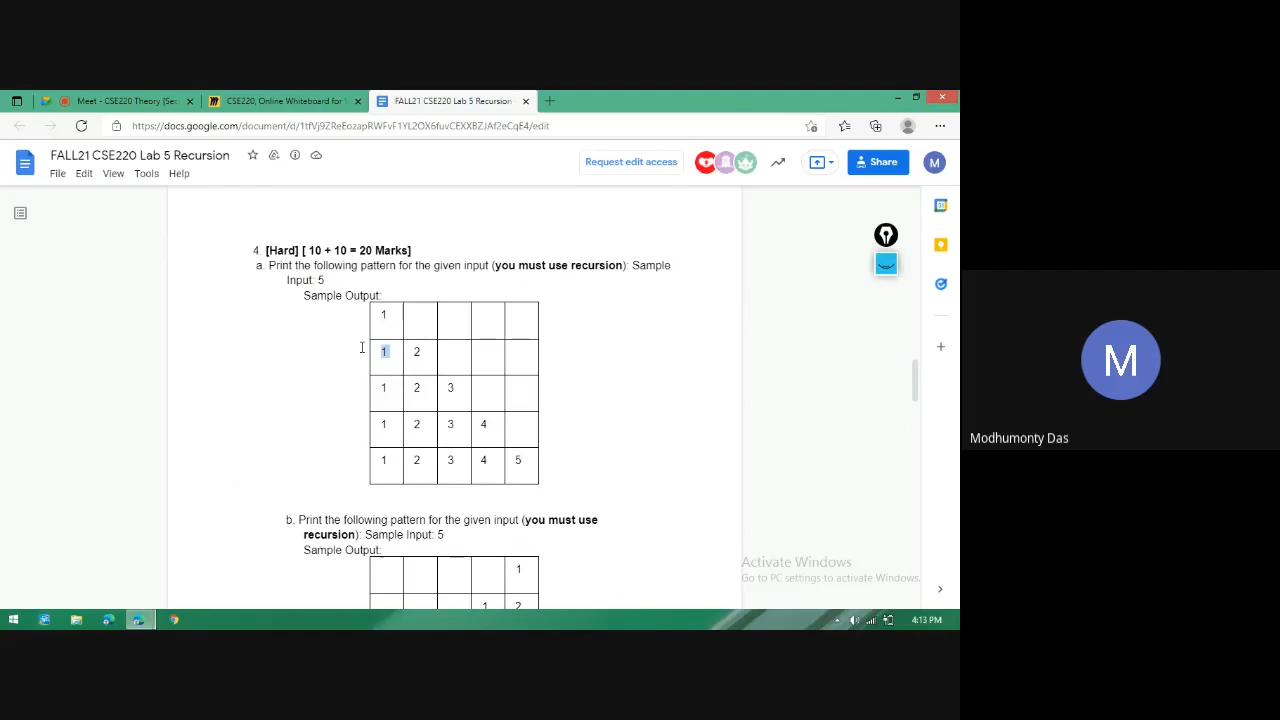 Meet - CSE220 Theory [Sec
CSE220, Online Whiteboard for
FALL21 CSE220 Lab 5 Recursion
https://docs.google.com/document/d/1tfVj9ZReEozapRWFvF1YL2OX6fuvCEXXBZJAf2eCqE4/edit
FALL21 CSE220 Lab 5 Recursion
Request edit access
Share
M
File Edit View Tools Help
4. [Hard] [ 10 + 10 = 20 Marks]
a. Print the following pattern for the given input (you must use recursion): Sample
Input: 5
Sample Output:
1
1 2
1 2 3
1 2 3 4
1 2 3 4 5
b. Print the following pattern for the given input (you must use
recursion): Sample Input: 5
Sample Output:
1
1 2
Activate Windows
Go to PC settings to activate Windows.
4:13 PM
M
Modhumonty Das